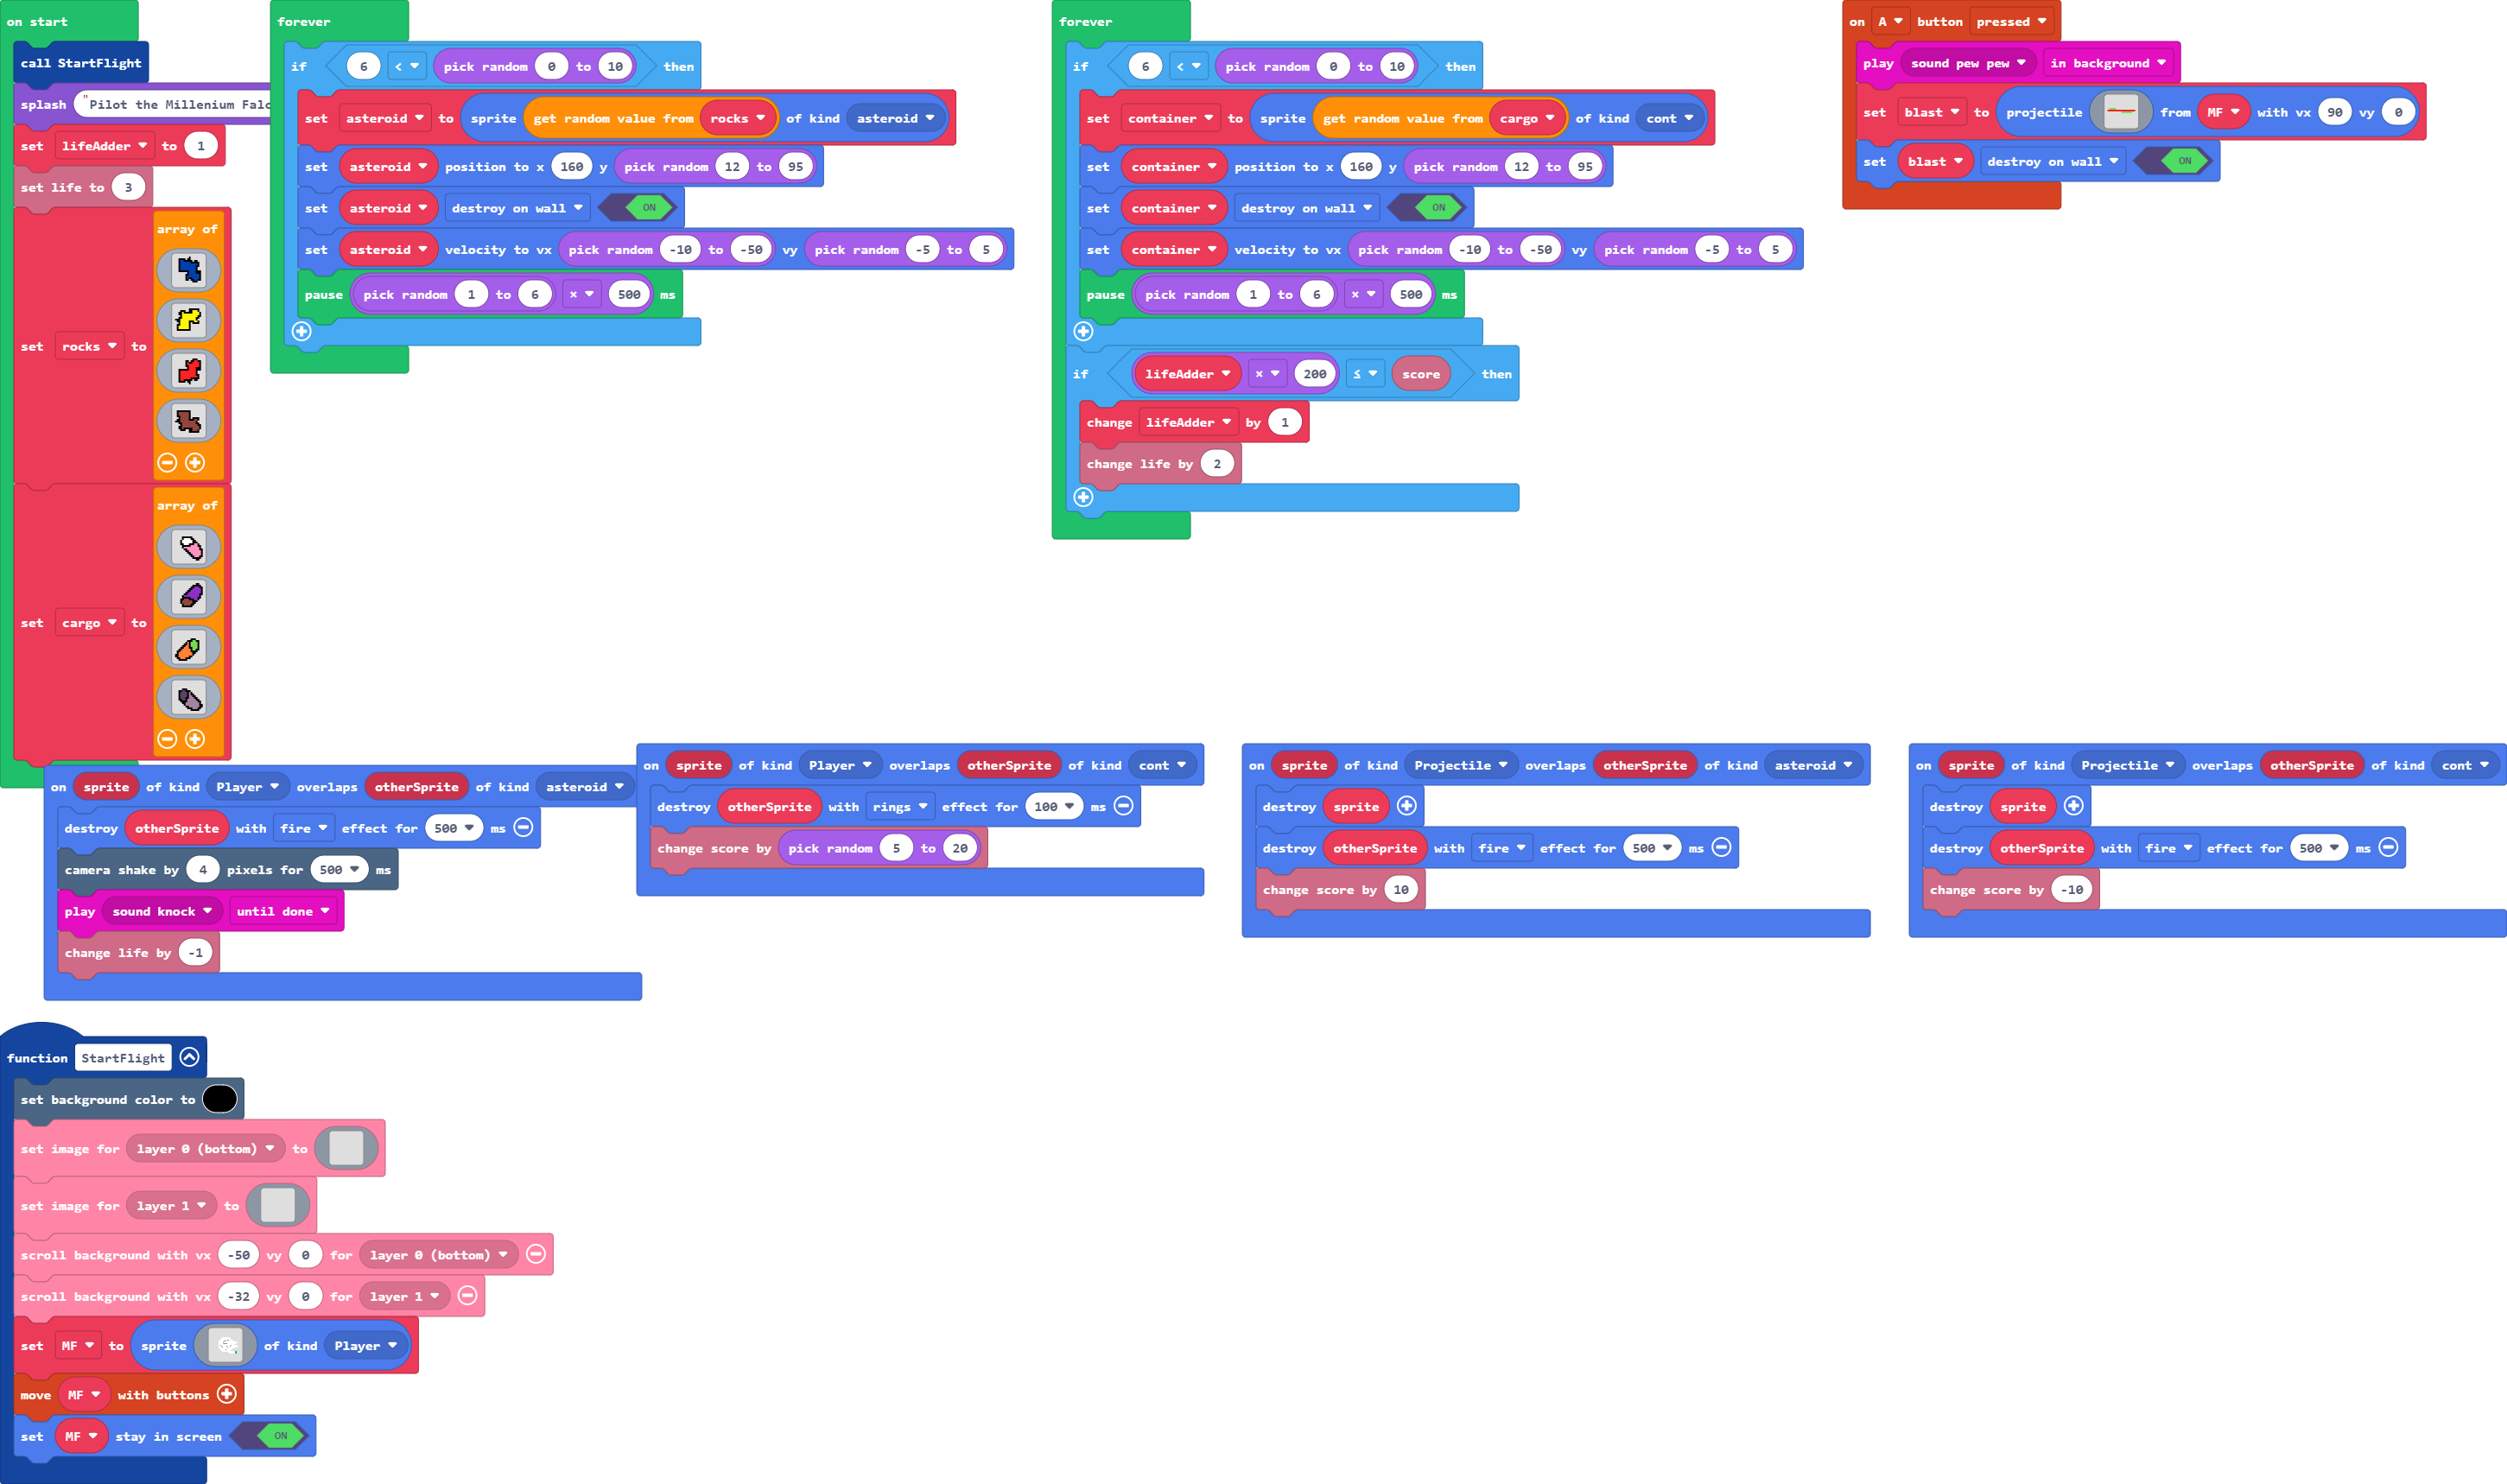 on start
call StartFlight
splash "Pilot the Millenium Falc
set lifeAdder to 1
set life to 3
set rocks to array of
set cargo to array of
forever
if 6 < pick random 0 to 10 then
set asteroid to sprite get random value from rocks of kind asteroid
set asteroid position to x 160 y pick random 12 to 95
set asteroid destroy on wall ON
set asteroid velocity to vx pick random -10 to -50 vy pick random -5 to 5
pause pick random 1 to 6 × 500 ms
forever
if 6 < pick random 0 to 10 then
set container to sprite get random value from cargo of kind cont
set container position to x 160 y pick random 12 to 95
set container destroy on wall ON
set container velocity to vx pick random -10 to -50 vy pick random -5 to 5
pause pick random 1 to 6 × 500 ms
if lifeAdder × 200 ≤ score then
change lifeAdder by 1
change life by 2
on A button pressed
play sound pew pew in background
set blast to projectile from MF with vx 90 vy 0
set blast destroy on wall ON
on sprite of kind Player overlaps otherSprite of kind asteroid
destroy otherSprite with fire effect for 500 ms
camera shake by 4 pixels for 500 ms
play sound knock until done
change life by -1
on sprite of kind Player overlaps otherSprite of kind cont
destroy otherSprite with rings effect for 100 ms
change score by pick random 5 to 20
on sprite of kind Projectile overlaps otherSprite of kind asteroid
destroy sprite
destroy otherSprite with fire effect for 500 ms
change score by 10
on sprite of kind Projectile overlaps otherSprite of kind cont
destroy sprite
destroy otherSprite with fire effect for 500 ms
change score by -10
function StartFlight
set background color to
set image for layer 0 (bottom) to
set image for layer 1 to
scroll background with vx -50 vy 0 for layer 0 (bottom)
scroll background with vx -32 vy 0 for layer 1
set MF to sprite of kind Player
move MF with buttons
set MF stay in screen ON